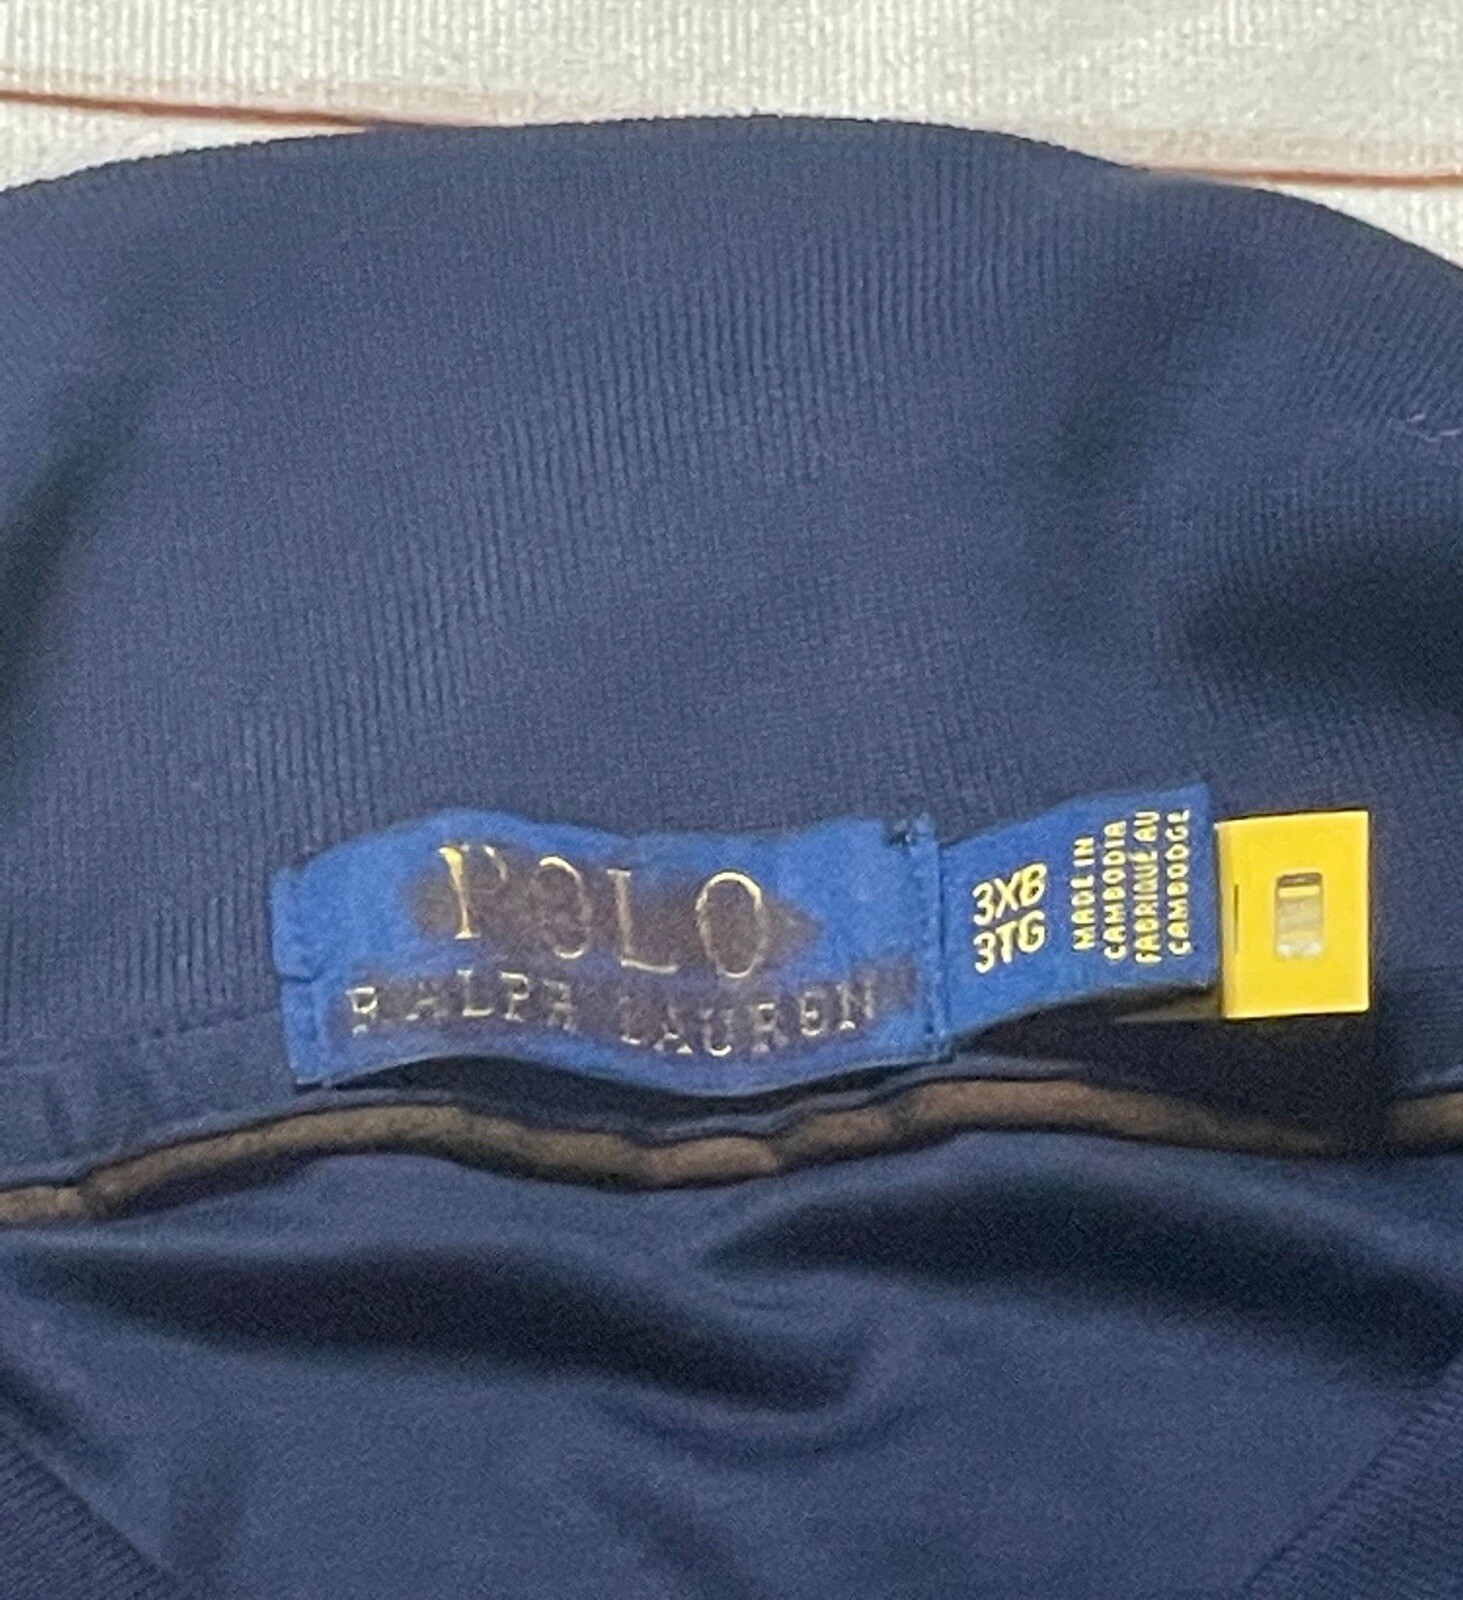 POLO
RALPH LAUREN
3XB
3TG
MADE IN
CAMBODIA
FABRIQUÉ AU
CAMBODGE